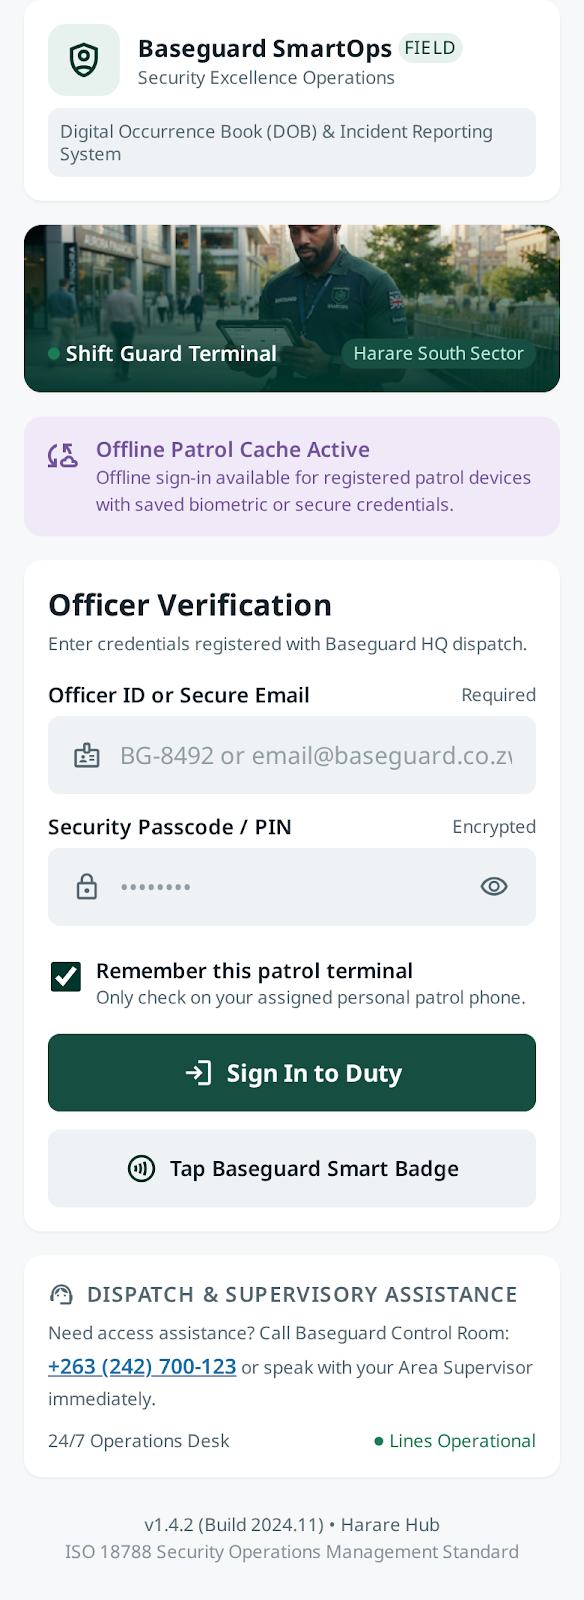 Baseguard SmartOps FIELD
Security Excellence Operations
Digital Occurrence Book (DOB) & Incident Reporting
System
Shift Guard Terminal
Harare South Sector
Offline Patrol Cache Active
Offline sign-in available for registered patrol devices
with saved biometric or secure credentials.
Officer Verification
Enter credentials registered with Baseguard HQ dispatch.
Officer ID or Secure Email
Required
BG-8492 or email@baseguard.co.zw
Security Passcode / PIN
Encrypted
••••••••
Remember this patrol terminal
Only check on your assigned personal patrol phone.
Sign In to Duty
Tap Baseguard Smart Badge
DISPATCH & SUPERVISORY ASSISTANCE
Need access assistance? Call Baseguard Control Room:
+263 (242) 700-123 or speak with your Area Supervisor
immediately.
24/7 Operations Desk
Lines Operational
v1.4.2 (Build 2024.11) • Harare Hub
ISO 18788 Security Operations Management Standard